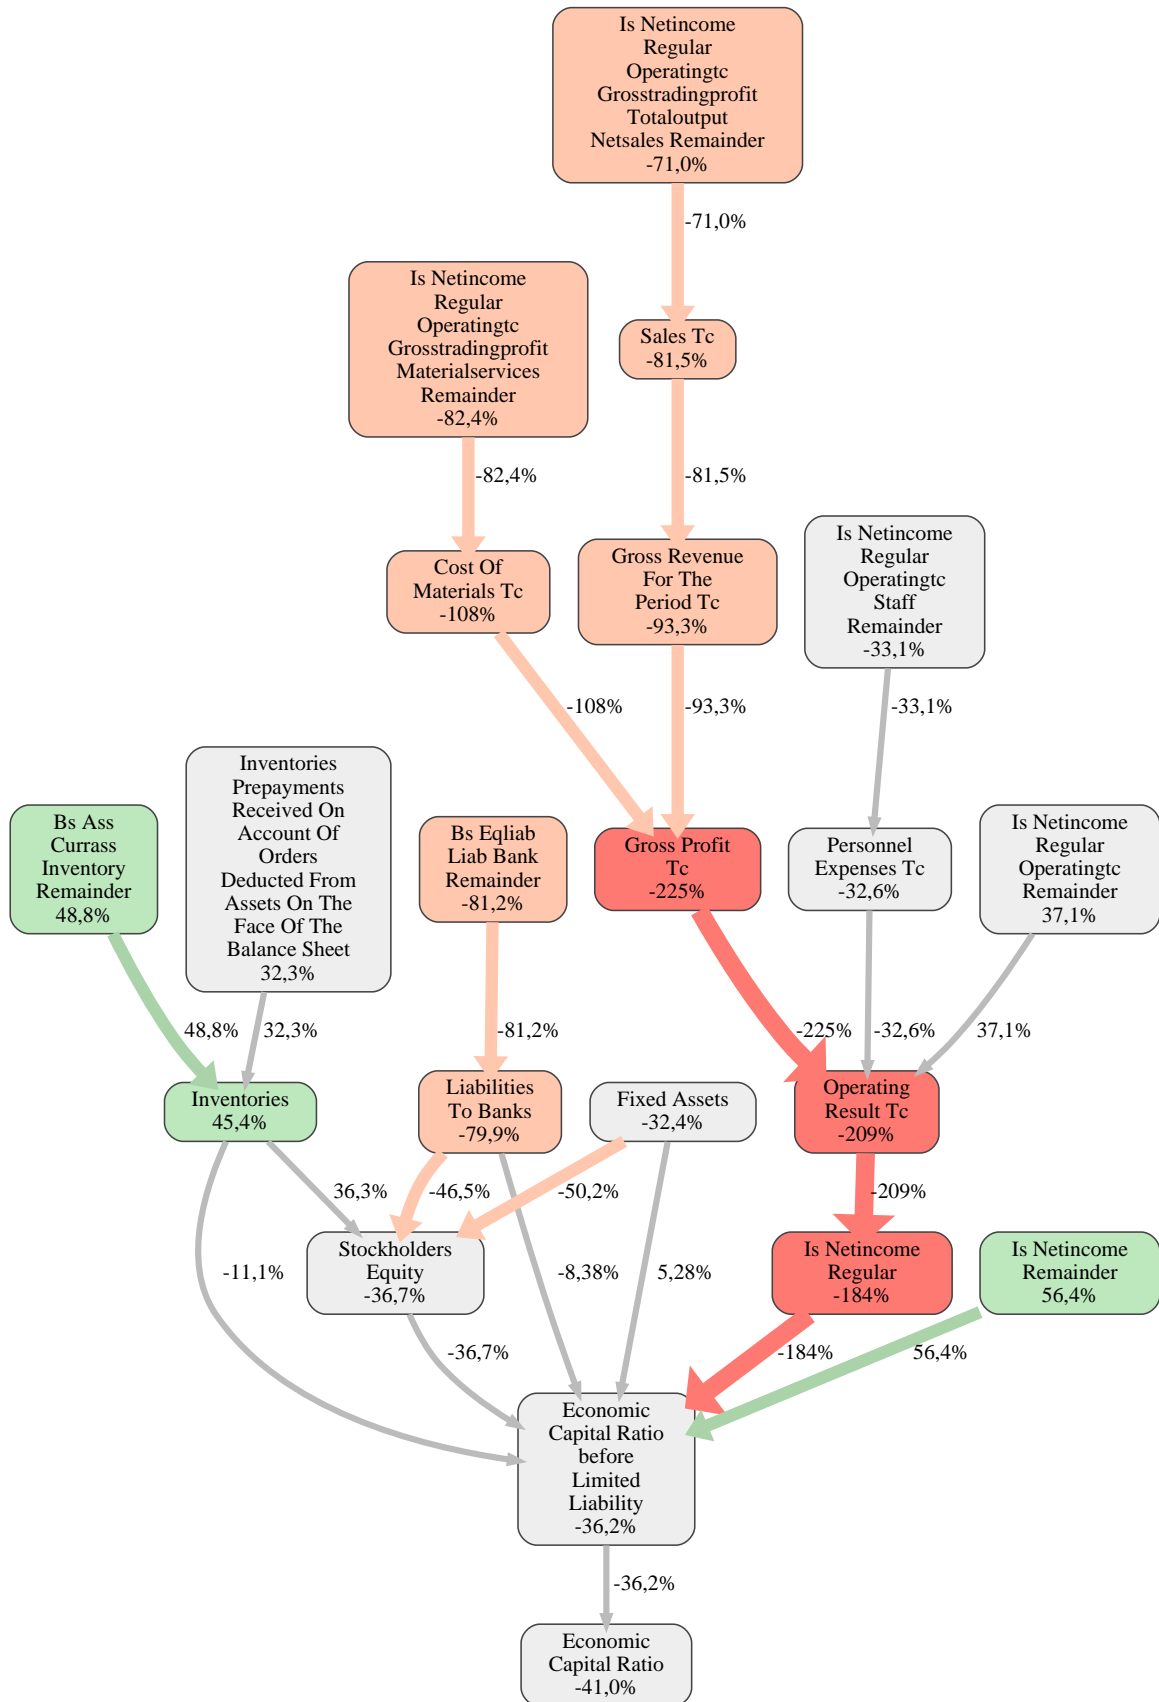 Is Netincome
Regular
Operatingtc
Grosstradingprofit
Totaloutput
Netsales Remainder
-71,0%
-71,0%
Is Netincome
Regular
Operatingtc
Grosstradingprofit
Materialservices
Remainder
-82,4%
Sales Tc
-81,5%
-82,4%
-81,5%
Is Netincome
Regular
Operatingtc
Staff
Remainder
-33,1%
Cost Of
Materials Tc
-108%
Gross Revenue
For The
Period Tc
-93,3%
-108%
-93,3%
-33,1%
Inventories
Prepayments
Received On
Account Of
Orders
Deducted From
Assets On The
Face Of The
Balance Sheet
32,3%
Bs Ass
Currass
Inventory
Remainder
48,8%
Bs Eqliab
Liab Bank
Remainder
-81,2%
Gross Profit
Tc
-225%
Personnel
Expenses Tc
-32,6%
Is Netincome
Regular
Operatingtc
Remainder
37,1%
48,8%
32,3%
-81,2%
-225%
-32,6%
37,1%
Inventories
45,4%
Liabilities
To Banks
-79,9%
Fixed Assets
-32,4%
Operating
Result Tc
-209%
36,3%
-46,5%
-50,2%
-209%
Stockholders
Equity
-36,7%
-11,1%
-8,38%
5,28%
Is Netincome
Regular
-184%
Is Netincome
Remainder
56,4%
-36,7%
-184%
56,4%
Economic
Capital Ratio
before
Limited
Liability
-36,2%
-36,2%
Economic
Capital Ratio
-41,0%